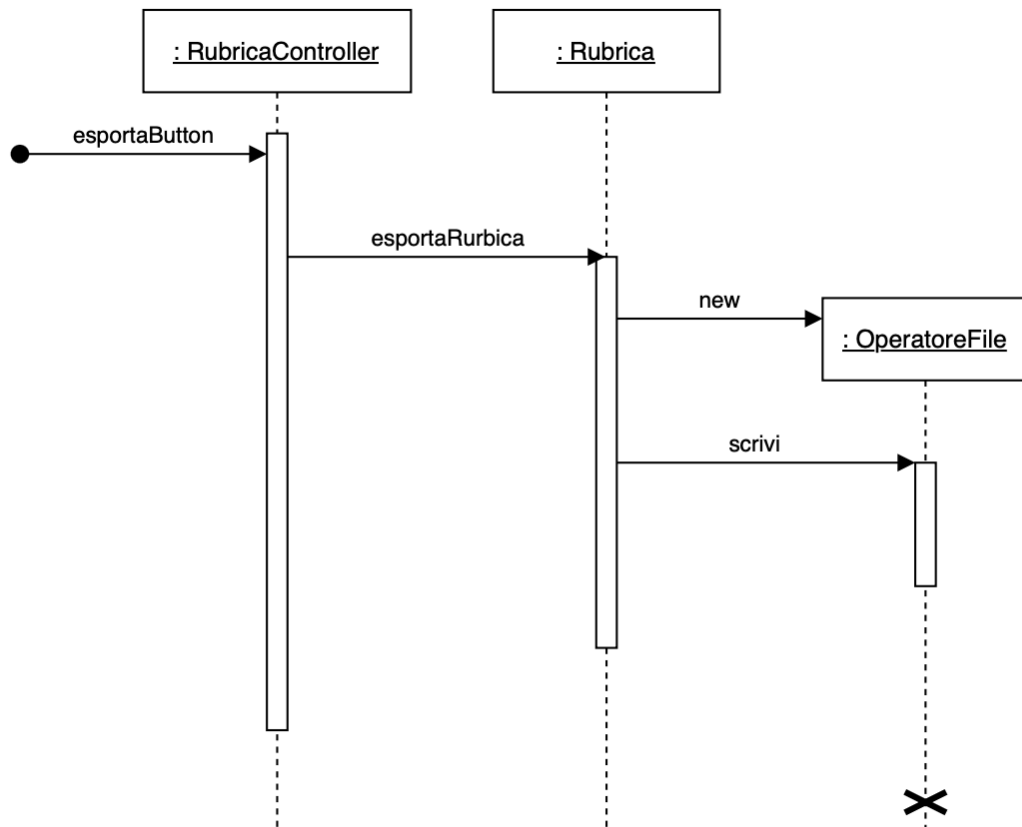 : RubricaController
: Rubrica
esportaButton
esportaRurbica
new
: OperatoreFile
scrivi